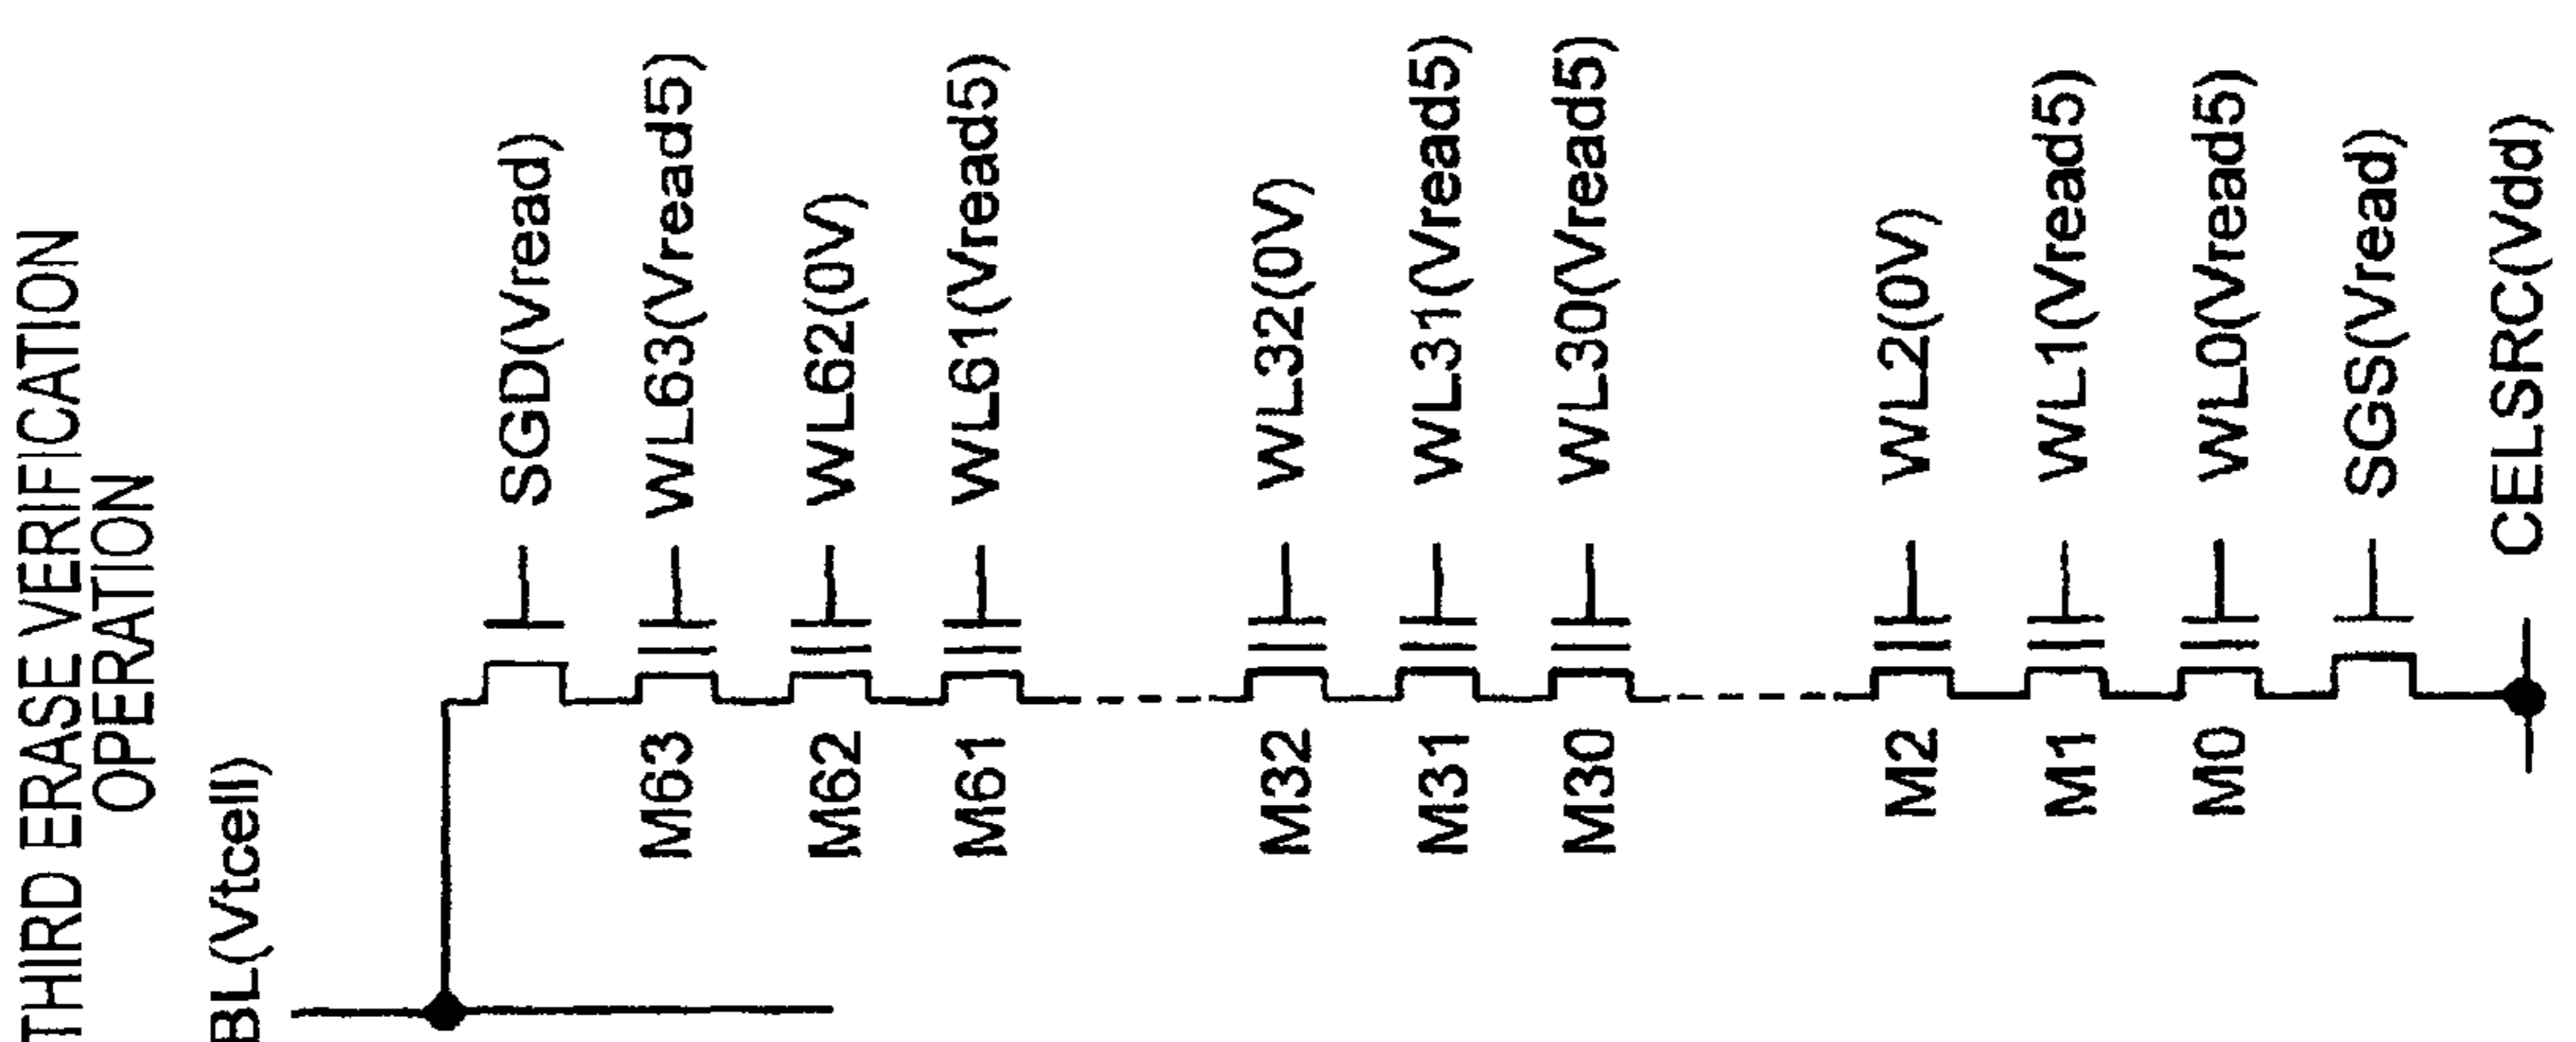 THIRD ERASE VERIFICATION
OPERATION
BL(Vtcell)
SGD(Vread)
WL63(Vread5)
M63
WL62(0V)
M62
WL61(Vread5)
M61
WL32(0V)
M32
WL31(Vread5)
M31
WL30(Vread5)
M30
WL2(0V)
M2
WL1(Vread5)
M1
WL0(Vread5)
M0
SGS(Vread)
CELSRC(Vdd)